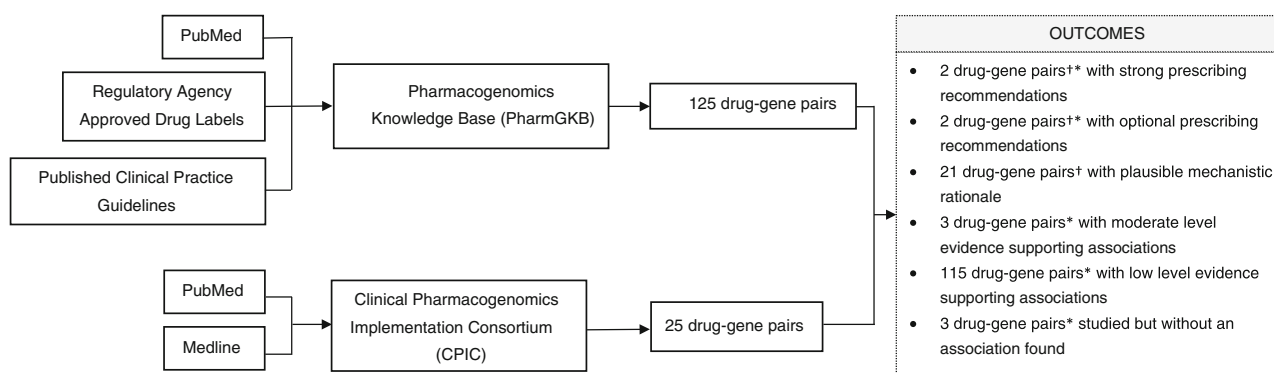 PubMed
Regulatory Agency
Approved Drug Labels
Published Clinical Practice
Guidelines
Pharmacogenomics
Knowledge Base (PharmGKB)
125 drug-gene pairs
PubMed
Medline
Clinical Pharmacogenomics
Implementation Consortium
(CPIC)
25 drug-gene pairs
OUTCOMES
• 2 drug-gene pairs†* with strong prescribing
recommendations
• 2 drug-gene pairs†* with optional prescribing
recommendations
• 21 drug-gene pairs† with plausible mechanistic
rationale
• 3 drug-gene pairs* with moderate level
evidence supporting associations
• 115 drug-gene pairs* with low level evidence
supporting associations
• 3 drug-gene pairs* studied but without an
association found